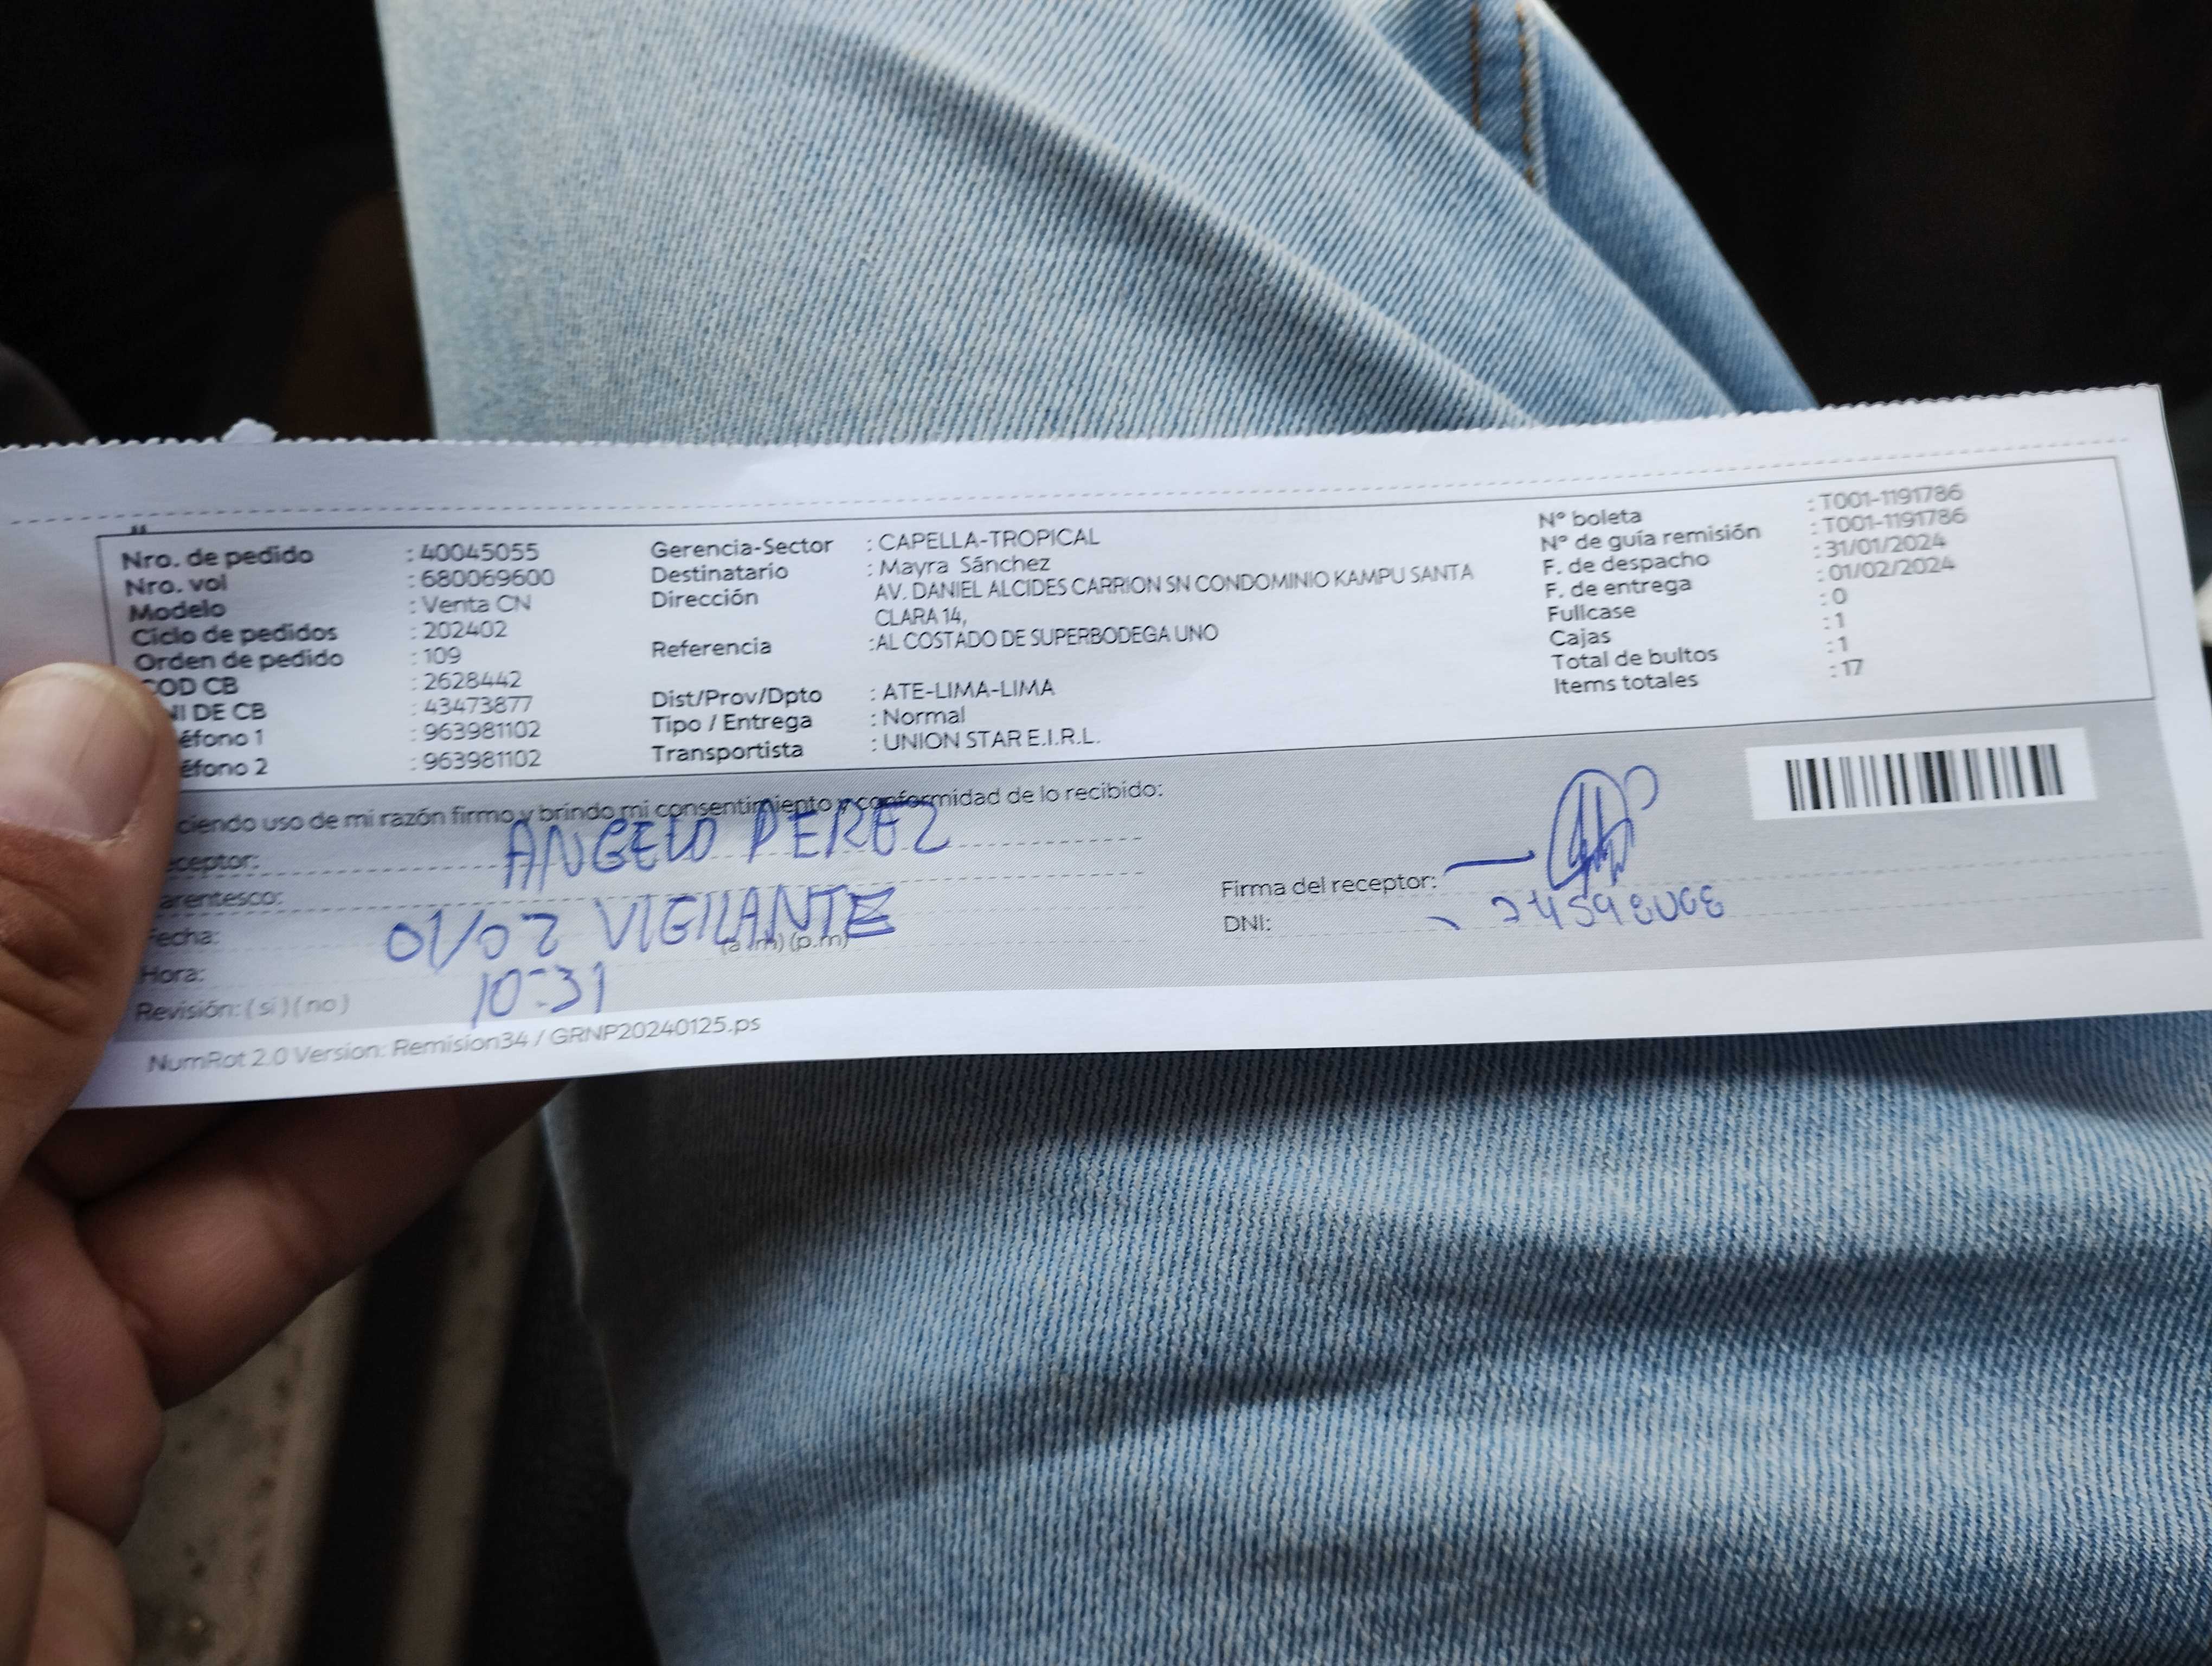 Nro. de pedido : 40045055
Nro. vol : 680069600
Modelo : Venta CN
Ciclo de pedidos : 202402
Orden de pedido : 109
COD CB : 2628442
NI DE CB : 43473877
éfono 1 : 963981102
éfono 2 : 963981102
Gerencia-Sector : CAPELLA-TROPICAL
Destinatario : Mayra Sánchez
Dirección AV. DANIEL ALCIDES CARRION SN CONDOMINIO KAMPU SANTA
CLARA 14,
Referencia :AL COSTADO DE SUPERBODEGA UNO
Dist/Prov/Dpto : ATE-LIMA-LIMA
Tipo / Entrega : Normal
Transportista : UNION STAR E.I.R.L.
N° boleta : T001-1191786
N° de guía remisión : T001-1191786
F. de despacho : 31/01/2024
F. de entrega : 01/02/2024
Fullcase : 0
Cajas : 1
Total de bultos : 1
Items totales : 17
ciendo uso de mi razón firmo y brindo mi consentimiento y conformidad de lo recibido:
eceptor: ANGELO PEREZ
arentesco: VIGILANTE
Fecha: 01/02
(a.m) (p.m)
Hora: 10:31
Revisión: ( si ) ( no )
Firma del receptor:
DNI:
NumRot 2.0 Version: Remision34 / GRNP20240125.ps